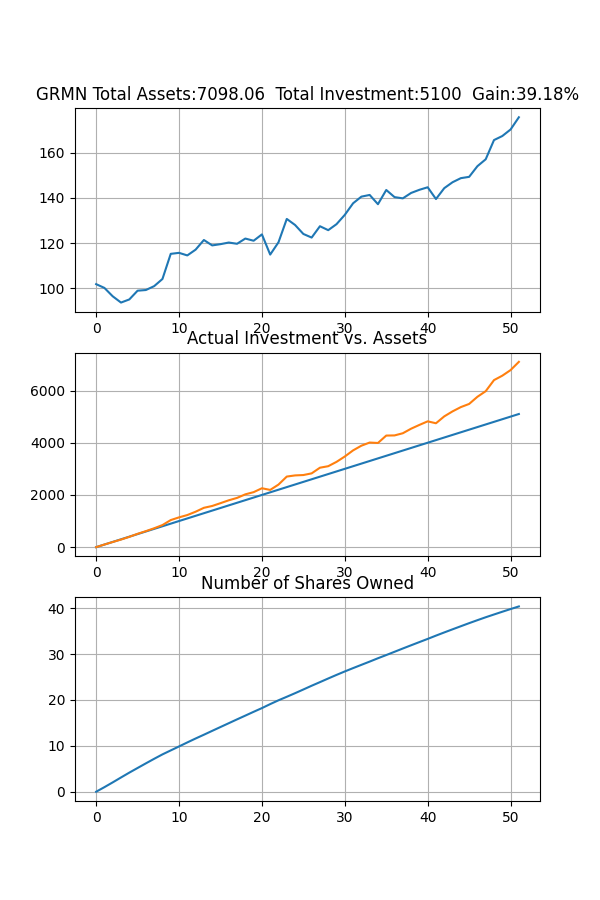 GRMN Total Assets:7098.06  Total Investment:5100  Gain:39.18%
160
140
120
100
0 10 20 30 40 50
Actual Investment vs. Assets
6000
4000
2000
0
0 10 20 30 40 50
Number of Shares Owned
40
30
20
10
0
0 10 20 30 40 50